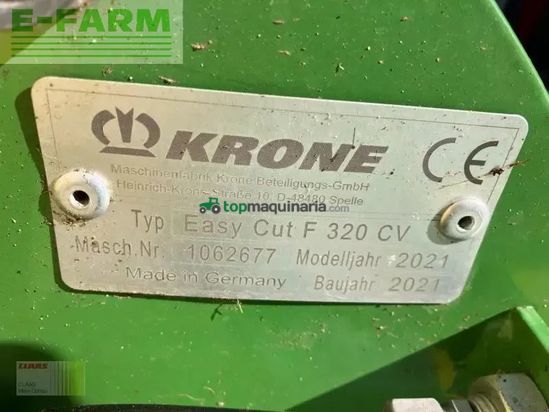 E-FARM
KRONE
CE
Maschinenfabrik Krone Beteiligungs-GmbH
Heinrich-Krone-Straße 10, D-48480 Spelle
topmaquinaria.com
Typ Easy Cut F 320 CV
Masch.Nr. 1062677 Modelljahr 2021
Made in Germany Baujahr 2021
CLAAS